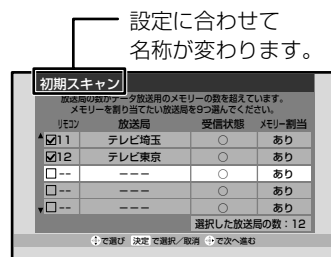 設定に合わせて
名称が変わります。
初期スキャン
放送局の数がデータ放送用のメモリーの数を超えています。
メモリーを割り当てたい放送局を9つ選んでください。
リモコン 放送局 受信状態 メモリー割当
☑11 テレビ埼玉 ○ あり
☑12 テレビ東京 ○ あり
□-- --- ○ あり
□-- --- ○ あり
□-- --- ○ あり
選択した放送局の数：12
で選び 決定 で選択／取消 で次へ進む